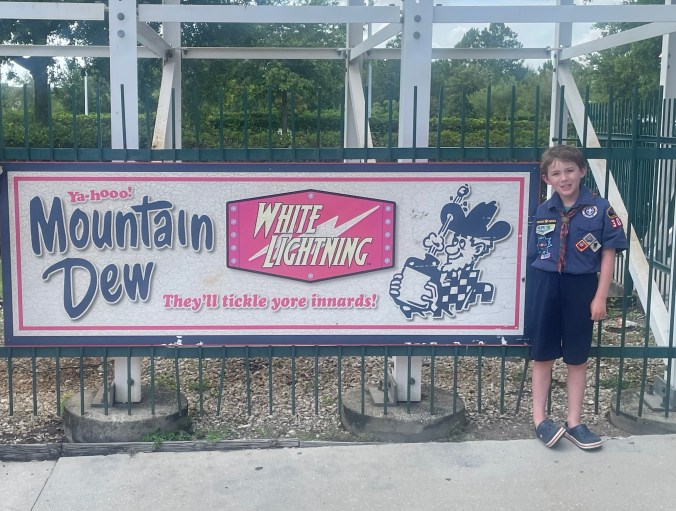 Ya-hooo!
Mountain
Dew
WHITE
LIGHTNING
They'll tickle yore innards!